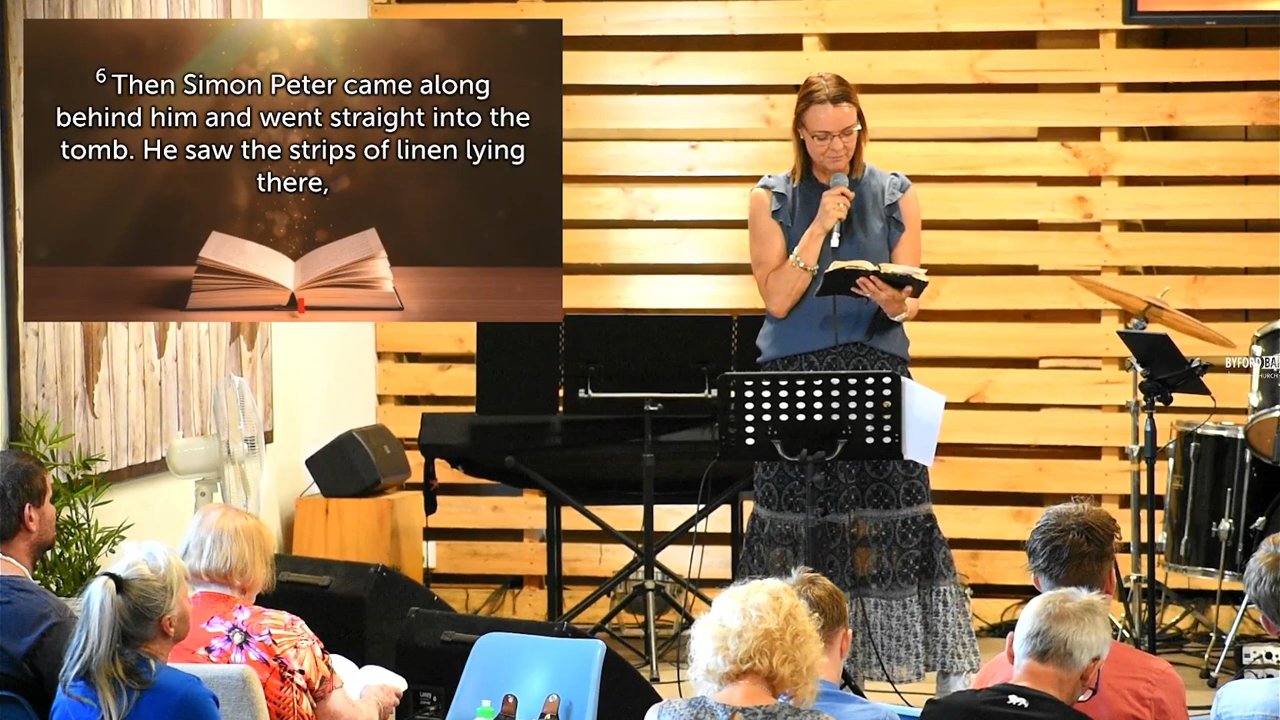 ⁶ Then Simon Peter came along
behind him and went straight into the
tomb. He saw the strips of linen lying
there,